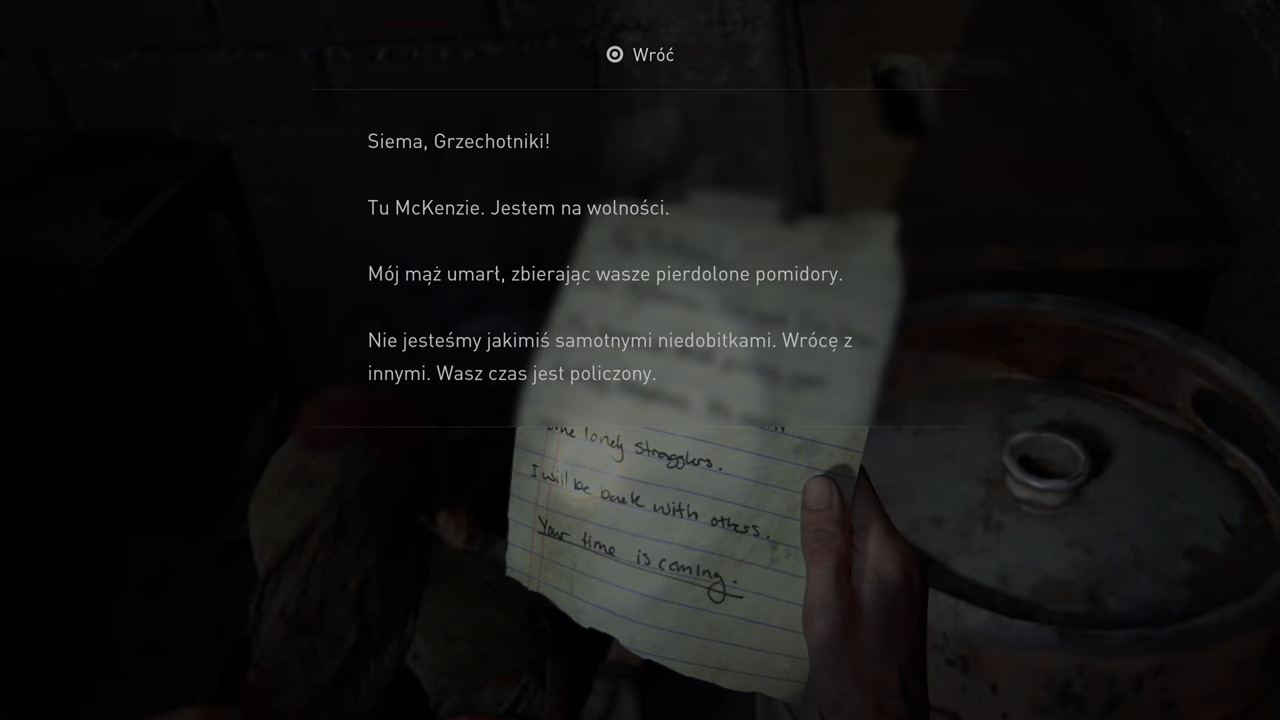 Wróć
Siema, Grzechotniki!
Tu McKenzie. Jestem na wolności.
Mój mąż umarł, zbierając wasze pierdolone pomidory.
Nie jesteśmy jakimiś samotnymi niedobitkami. Wrócę z
innymi. Wasz czas jest policzony.
lonely stragglers.
I will be back with others.
Your time is coming.